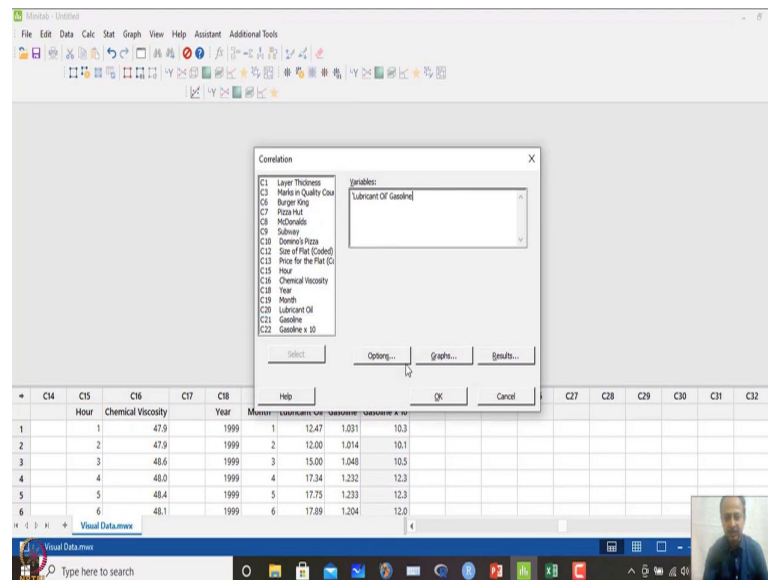 Minitab - Untitled
File Edit Data Calc Stat Graph View Help Assistant Additional Tools
Correlation
C1 Layer Thickness
C3 Marks in Quality Cour
C6 Burger King
C7 Pizza Hut
C8 McDonalds
C9 Subway
C10 Domino's Pizza
C12 Size of Flat (Coded)
C13 Price for the Flat (Co
C15 Hour
C16 Chemical Viscosity
C18 Year
C19 Month
C20 Lubricant Oil
C21 Gasoline
C22 Gasoline x 10
Variables:
'Lubricant Oil' Gasoline
Select
Options...
Graphs...
Results...
Help
OK
Cancel
C14 C15 C16 C17 C18 C27 C28 C29 C30 C31 C32
Hour Chemical Viscosity Year Month Lubricant Oil Gasoline Gasoline x 10
1 1 47.9 1999 1 12.47 1.031 10.3
2 2 47.9 1999 2 12.00 1.014 10.1
3 3 48.6 1999 3 15.00 1.048 10.5
4 4 48.0 1999 4 17.34 1.232 12.3
5 5 48.4 1999 5 17.75 1.233 12.3
6 6 48.1 1999 6 17.89 1.204 12.0
Visual Data.mwx
Visual Data.mwx
Type here to search
NPTEL